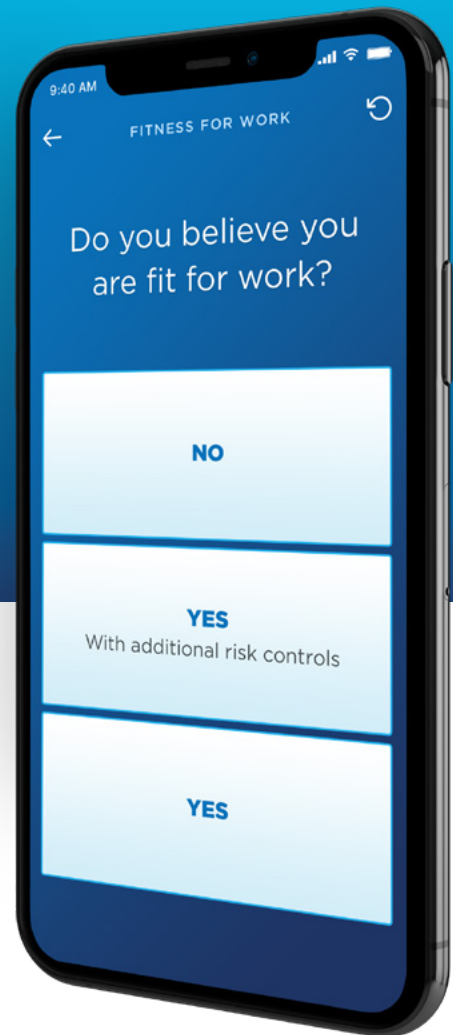 9:40 AM
FITNESS FOR WORK
Do you believe you
are fit for work?
NO
YES
With additional risk controls
YES